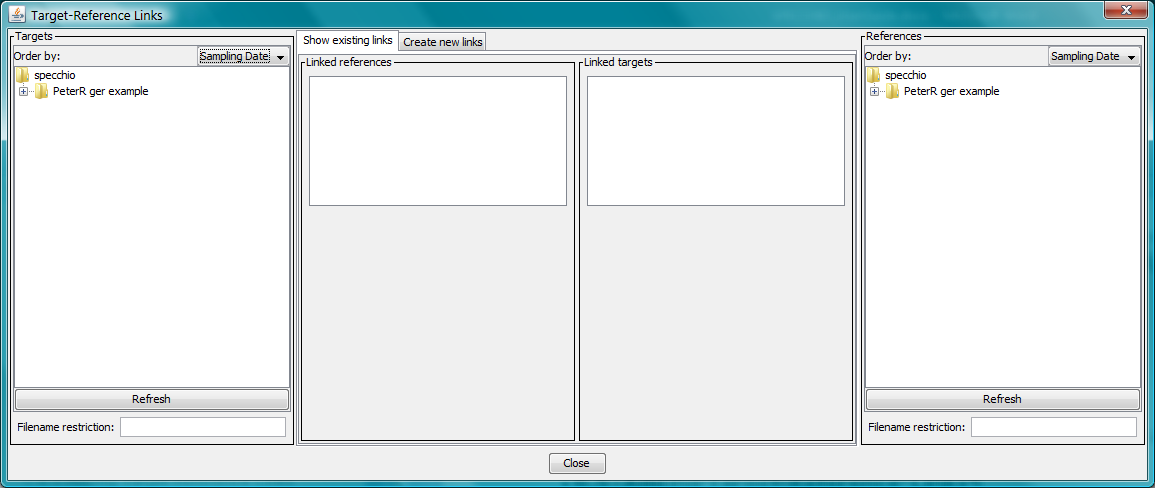 Target-Reference Links
Targets
Order by: Sampling Date
specchio
PeterR ger example
Refresh
Filename restriction:
Show existing links Create new links
Linked references
Linked targets
References
Order by: Sampling Date
specchio
PeterR ger example
Refresh
Filename restriction:
Close